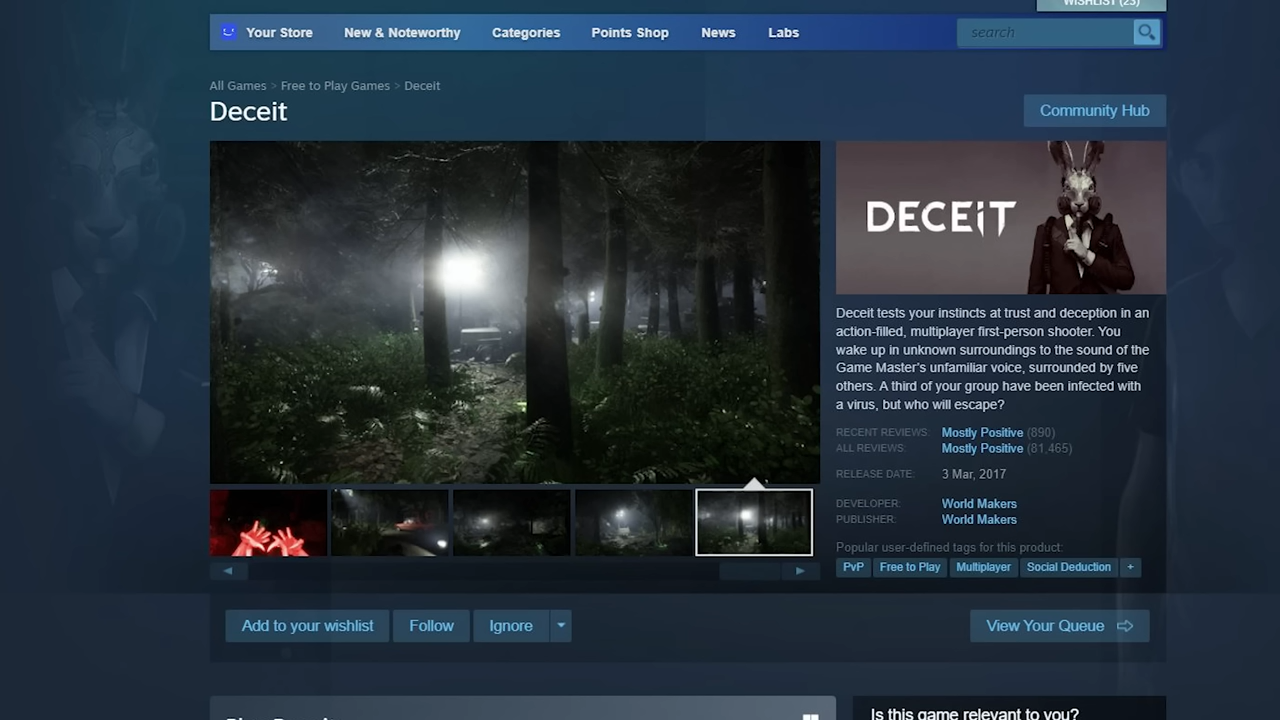 WISHLIST (23)
Your Store New & Noteworthy Categories Points Shop News Labs search
All Games > Free to Play Games > Deceit
Deceit
Community Hub
DECEiT
Deceit tests your instincts at trust and deception in an
action-filled, multiplayer first-person shooter. You
wake up in unknown surroundings to the sound of the
Game Master's unfamiliar voice, surrounded by five
others. A third of your group have been infected with
a virus, but who will escape?
RECENT REVIEWS: Mostly Positive (890)
ALL REVIEWS: Mostly Positive (81,465)
RELEASE DATE: 3 Mar, 2017
DEVELOPER: World Makers
PUBLISHER: World Makers
Popular user-defined tags for this product:
PvP Free to Play Multiplayer Social Deduction +
Add to your wishlist Follow Ignore View Your Queue
Is this game relevant to you?